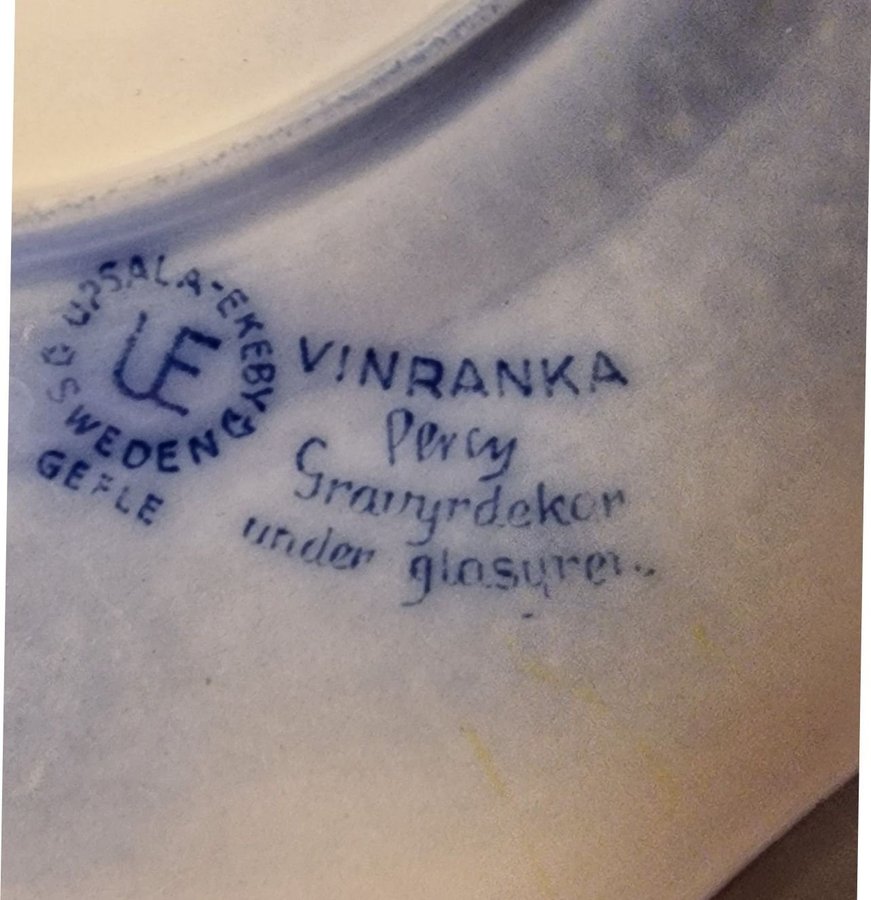 UPSALA-EKEBY
UE
SWEDEN
GEFLE
VINRANKA
Percy
Gravyrdekor
under glasyren.